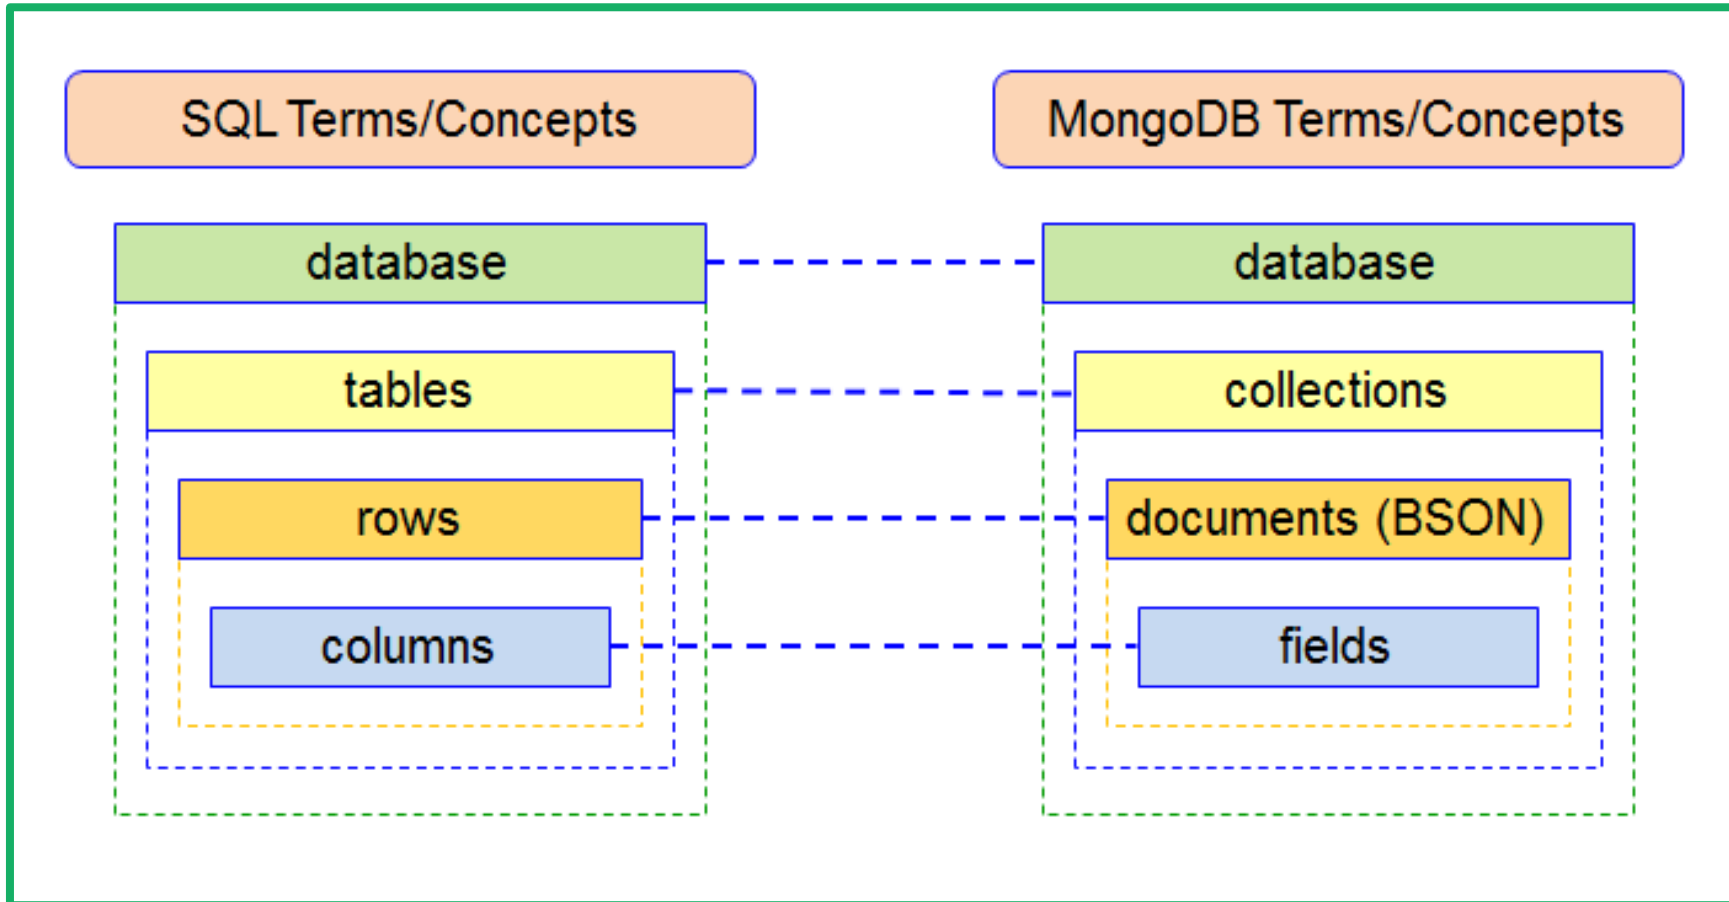 SQL Terms/Concepts
MongoDB Terms/Concepts
database
database
tables
collections
rows
documents (BSON)
columns
fields